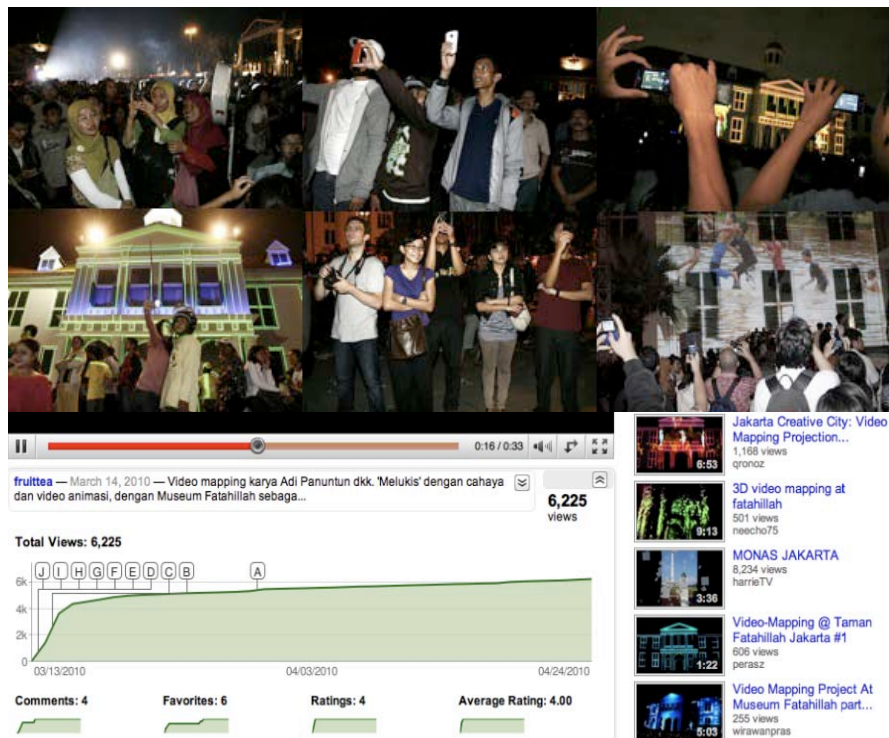 0:16 / 0:33
fruittea — March 14, 2010 — Video mapping karya Adi Panuntun dkk. 'Melukis' dengan cahaya
dan video animasi, dengan Museum Fatahillah sebaga...
6,225
views
Total Views: 6,225
J I H G F E D C B A
6k
4k
2k
0
03/13/2010 04/03/2010 04/24/2010
Comments: 4 Favorites: 6 Ratings: 4 Average Rating: 4.00
Jakarta Creative City: Video
Mapping Projection...
1,168 views
qronoz
6:53
3D video mapping at
fatahillah
501 views
neecho75
9:13
MONAS JAKARTA
8,234 views
harrieTV
3:36
Video-Mapping @ Taman
Fatahillah Jakarta #1
606 views
perasz
1:22
Video Mapping Project At
Museum Fatahillah part...
255 views
wirawanpras
5:03